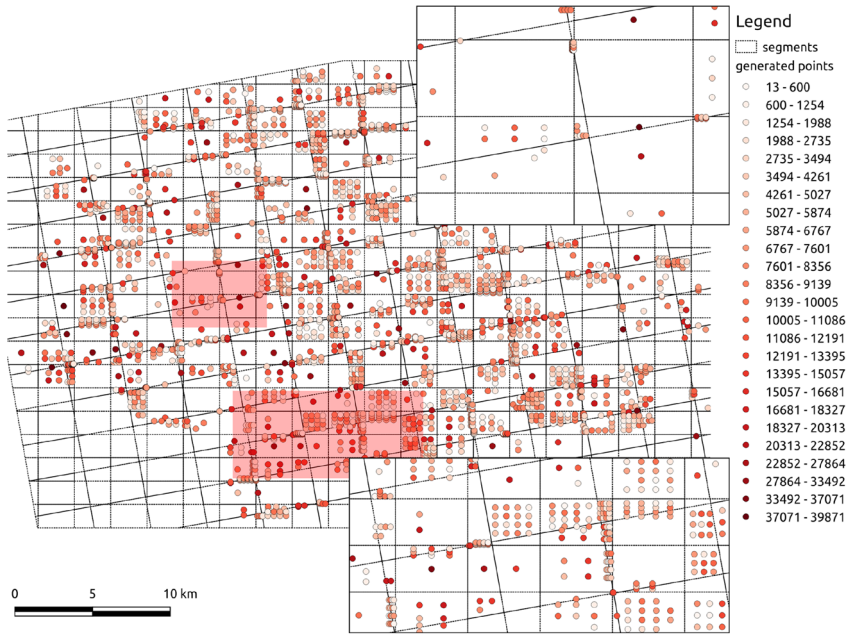 Legend
segments
generated points
13 - 600
600 - 1254
1254 - 1988
1988 - 2735
2735 - 3494
3494 - 4261
4261 - 5027
5027 - 5874
5874 - 6767
6767 - 7601
7601 - 8356
8356 - 9139
9139 - 10005
10005 - 11086
11086 - 12191
12191 - 13395
13395 - 15057
15057 - 16681
16681 - 18327
18327 - 20313
20313 - 22852
22852 - 27864
27864 - 33492
33492 - 37071
37071 - 39871
0 5 10 km